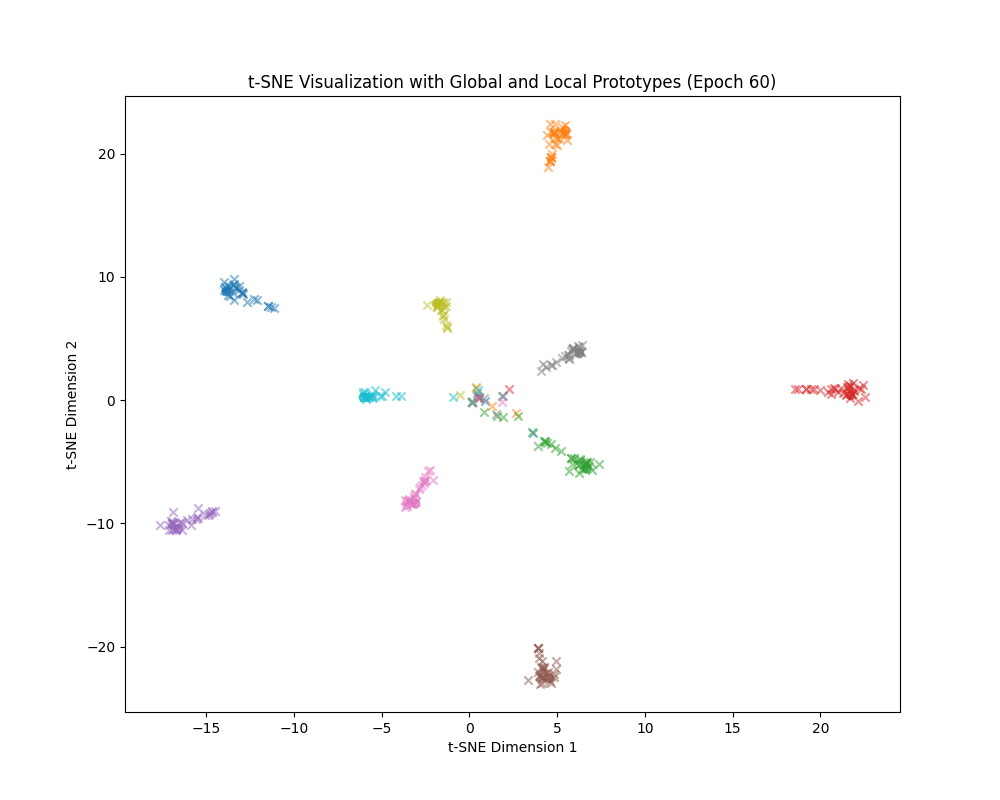 t-SNE Visualization with Global and Local Prototypes (Epoch 60)
20
10
0
−10
−20
t-SNE Dimension 2
−15 −10 −5 0 5 10 15 20
t-SNE Dimension 1